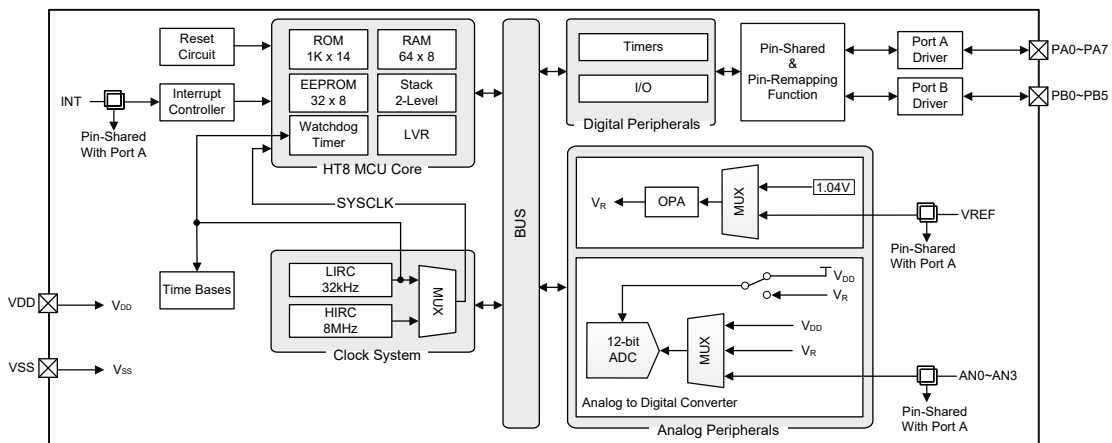 Reset
Circuit
INT
Interrupt
Controller
Pin-Shared
With Port A
ROM
1K x 14
RAM
64 x 8
EEPROM
32 x 8
Stack
2-Level
Watchdog
Timer
LVR
HT8 MCU Core
SYSCLK
Time Bases
LIRC
32kHz
HIRC
8MHz
MUX
Clock System
VDD
VDD
VSS
VSS
BUS
Timers
I/O
Digital Peripherals
Pin-Shared
&
Pin-Remapping
Function
Port A
Driver
PA0~PA7
Port B
Driver
PB0~PB5
VR
OPA
MUX
1.04V
VREF
Pin-Shared
With Port A
VDD
VR
12-bit
ADC
MUX
VDD
VR
AN0~AN3
Pin-Shared
With Port A
Analog to Digital Converter
Analog Peripherals